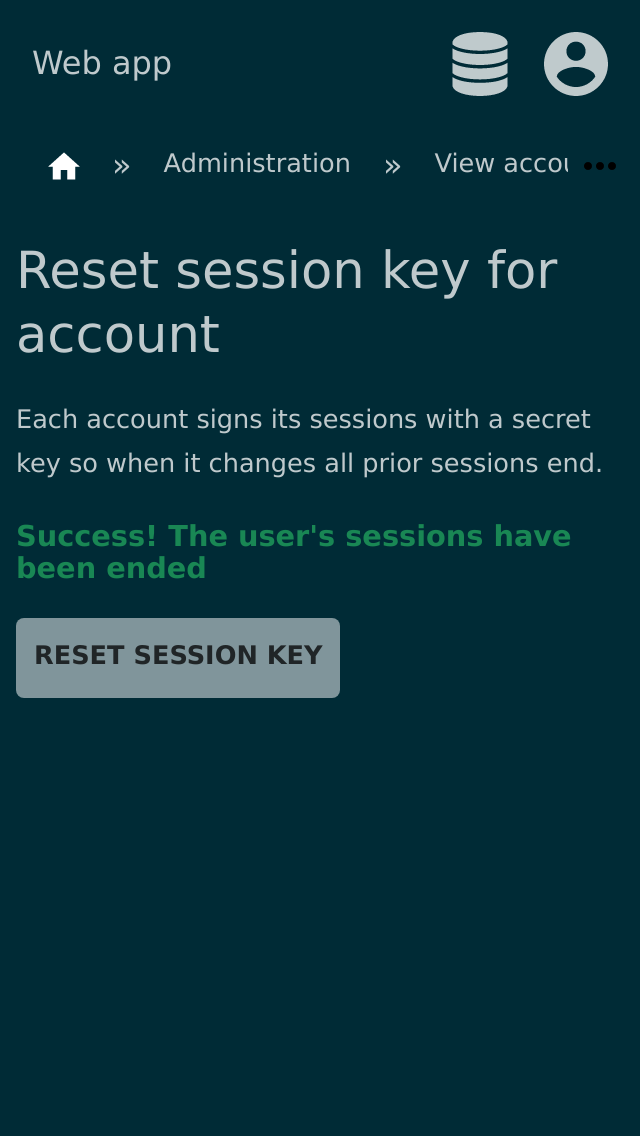 Web app
» Administration » View accou
Reset session key for
account
Each account signs its sessions with a secret
key so when it changes all prior sessions end.
Success! The user's sessions have
been ended
RESET SESSION KEY